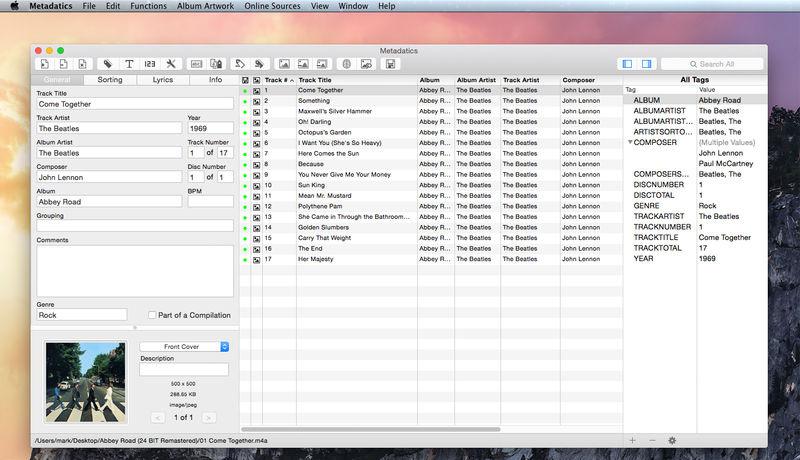 Metadatics File Edit Functions Album Artwork Online Sources View Window Help
Metadatics
Search All
General Sorting Lyrics Info
Track Title
Come Together
Track Artist Year
The Beatles 1969
Album Artist Track Number
The Beatles 1 of 17
Composer Disc Number
John Lennon 1 of 1
Album BPM
Abbey Road
Grouping
Comments
Genre
Rock Part of a Compilation
Front Cover
Description
500 x 500
288.65 KB
image/jpeg
1 of 1
Track # Track Title Album Album Artist Track Artist Composer
1 Come Together Abbey R... The Beatles The Beatles John Lennon
2 Something Abbey R... The Beatles The Beatles John Lennon
3 Maxwell's Silver Hammer Abbey R... The Beatles The Beatles John Lennon
4 Oh! Darling Abbey R... The Beatles The Beatles John Lennon
5 Octopus's Garden Abbey R... The Beatles The Beatles John Lennon
6 I Want You (She's So Heavy) Abbey R... The Beatles The Beatles John Lennon
7 Here Comes the Sun Abbey R... The Beatles The Beatles John Lennon
8 Because Abbey R... The Beatles The Beatles John Lennon
9 You Never Give Me Your Money Abbey R... The Beatles The Beatles John Lennon
10 Sun King Abbey R... The Beatles The Beatles John Lennon
11 Mean Mr. Mustard Abbey R... The Beatles The Beatles John Lennon
12 Polythene Pam Abbey R... The Beatles The Beatles John Lennon
13 She Came in Through the Bathroom... Abbey R... The Beatles The Beatles John Lennon
14 Golden Slumbers Abbey R... The Beatles The Beatles John Lennon
15 Carry That Weight Abbey R... The Beatles The Beatles John Lennon
16 The End Abbey R... The Beatles The Beatles John Lennon
17 Her Majesty Abbey R... The Beatles The Beatles John Lennon
All Tags
Tag Value
ALBUM Abbey Road
ALBUMARTIST The Beatles
ALBUMARTIST... Beatles, The
ARTISTSORTO... Beatles, The
COMPOSER (Multiple Values)
John Lennon
Paul McCartney
COMPOSERS... Beatles, The
DISCNUMBER 1
DISCTOTAL 1
GENRE Rock
TRACKARTIST The Beatles
TRACKNUMBER 1
TRACKTITLE Come Together
TRACKTOTAL 17
YEAR 1969
/Users/mark/Desktop/Abbey Road (24 BIT Remastered)/01 Come Together.m4a